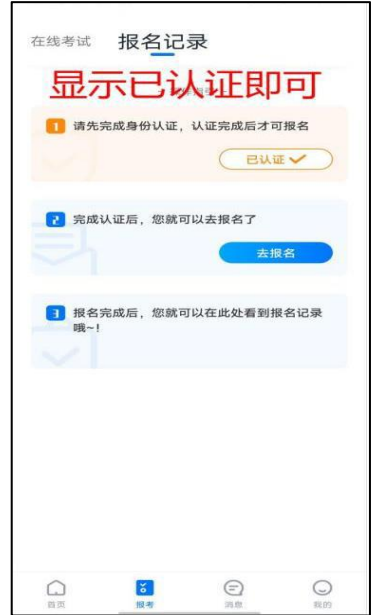 在线考试 报名记录
显示已认证即可
1 请先完成身份认证，认证完成后才可报名
已认证
2 完成认证后，您就可以去报名了
去报名
3 报名完成后，您就可以在此处看到报名记录
哦~!
首页 报考 消息 我的